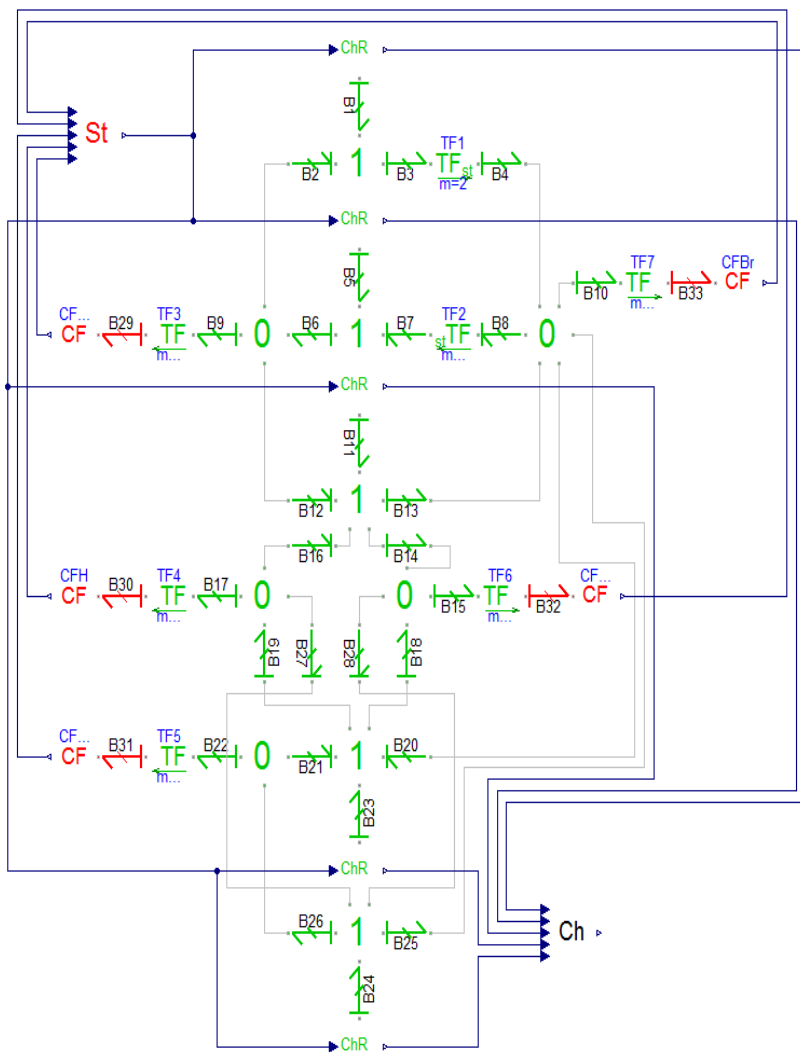 ChR
B1
St
TF1
B2 1 B3 TF st B4
m=2
ChR
B5
TF7 CFBr
B10 TF B33 CF
m...
CF... TF3 TF2
CF B29 TF B9 0 B6 1 B7 st TF B8 0
m... m...
ChR
B11
B12 1 B13
B16 B14
CFH TF4 TF6 CF...
CF B30 TF B17 0 0 B15 TF B32 CF
m... m...
B19 B27 B28 B18
CF... TF5
CF B31 TF B22 0 B21 1 B20
m...
B23
ChR
B26 1 B25
Ch
B24
ChR